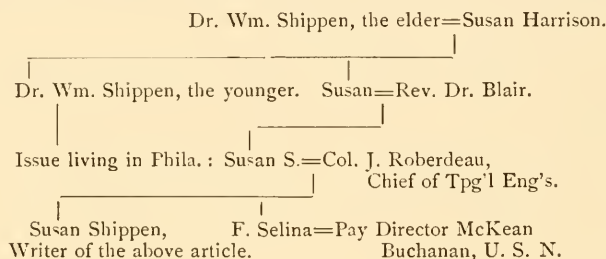 Dr. Wm. Shippen, the elder=Susan Harrison.
Dr. Wm. Shippen, the younger. Susan=Rev. Dr. Blair.
Issue living in Phila.: Susan S.=Col. J. Roberdeau,
Chief of Tpg'l Eng's.
Susan Shippen, F. Selina=Pay Director McKean
Writer of the above article. Buchanan, U. S. N.